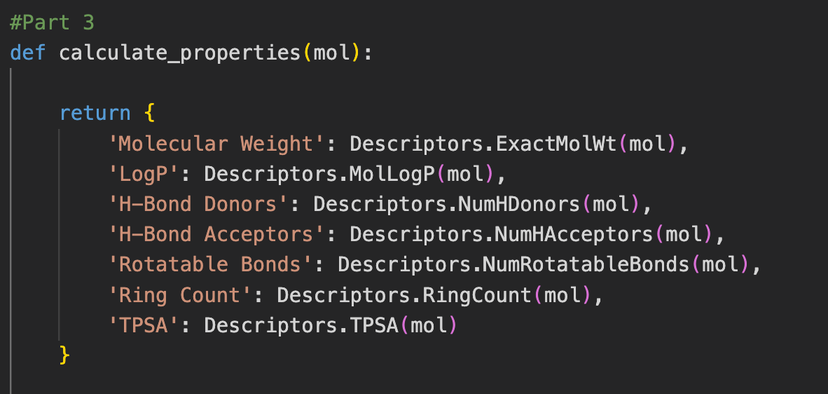 #Part 3
def calculate_properties(mol):
return {
'Molecular Weight': Descriptors.ExactMolWt(mol),
'LogP': Descriptors.MolLogP(mol),
'H-Bond Donors': Descriptors.NumHDonors(mol),
'H-Bond Acceptors': Descriptors.NumHAcceptors(mol),
'Rotatable Bonds': Descriptors.NumRotatableBonds(mol),
'Ring Count': Descriptors.RingCount(mol),
'TPSA': Descriptors.TPSA(mol)
}